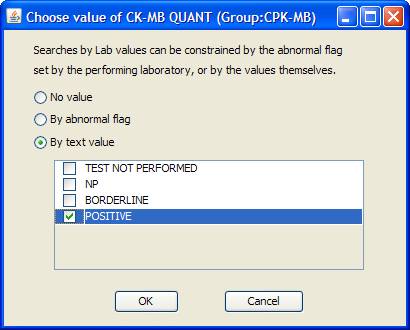 Choose value of CK-MB QUANT (Group:CPK-MB)
Searches by Lab values can be constrained by the abnormal flag
set by the performing laboratory, or by the values themselves.
No value
By abnormal flag
By text value
TEST NOT PERFORMED
NP
BORDERLINE
POSITIVE
OK Cancel